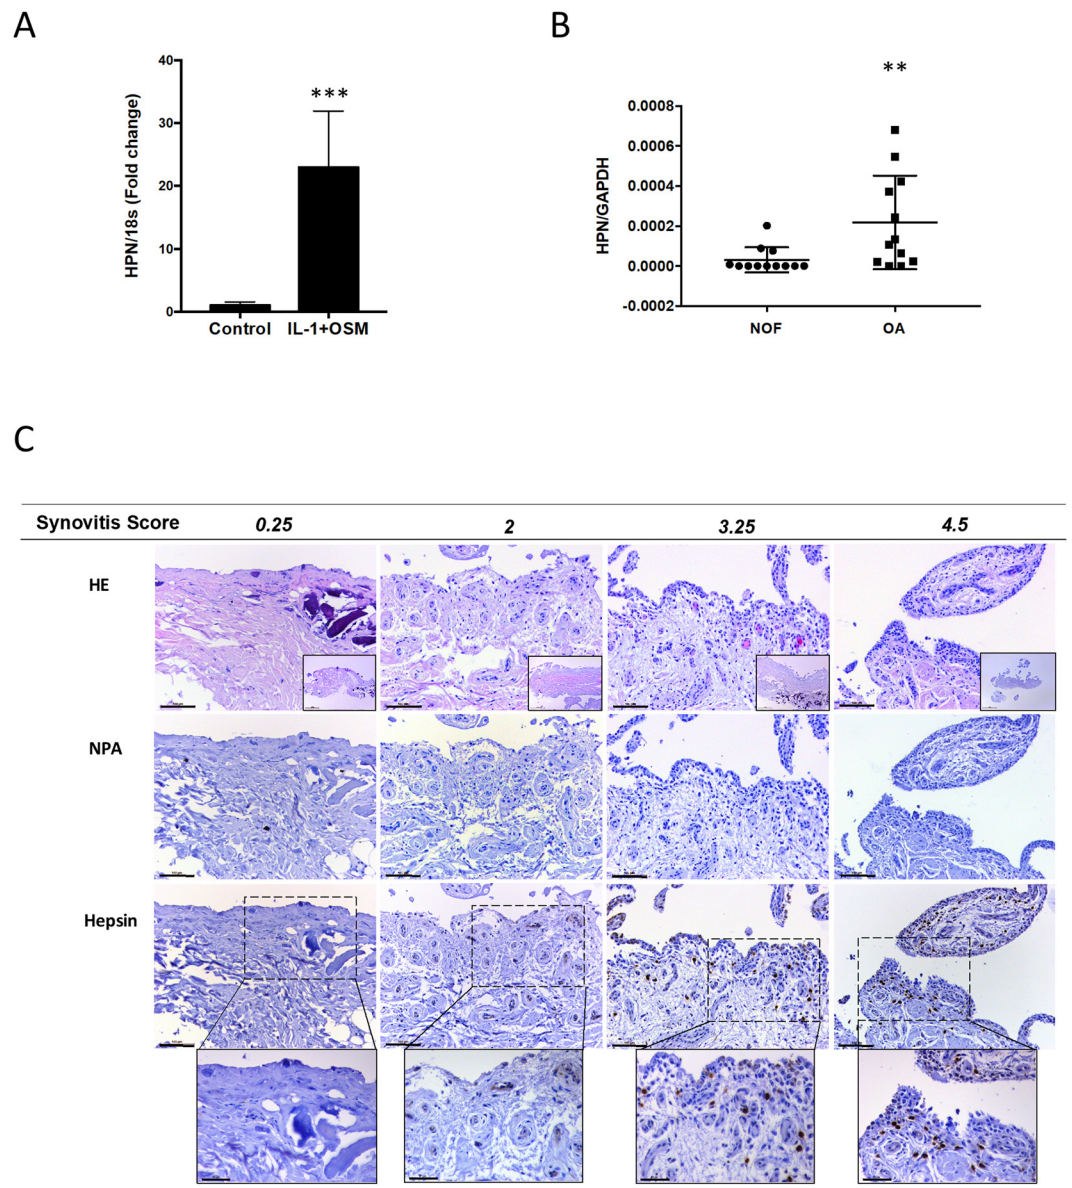 A
B
HPN/18s (Fold change)
40
30
20
10
0
***
Control IL-1+OSM
HPN/GAPDH
**
0.0008
0.0006
0.0004
0.0002
0.0000
-0.0002
NOF OA
C
Synovitis Score 0.25 2 3.25 4.5
HE
NPA
Hepsin